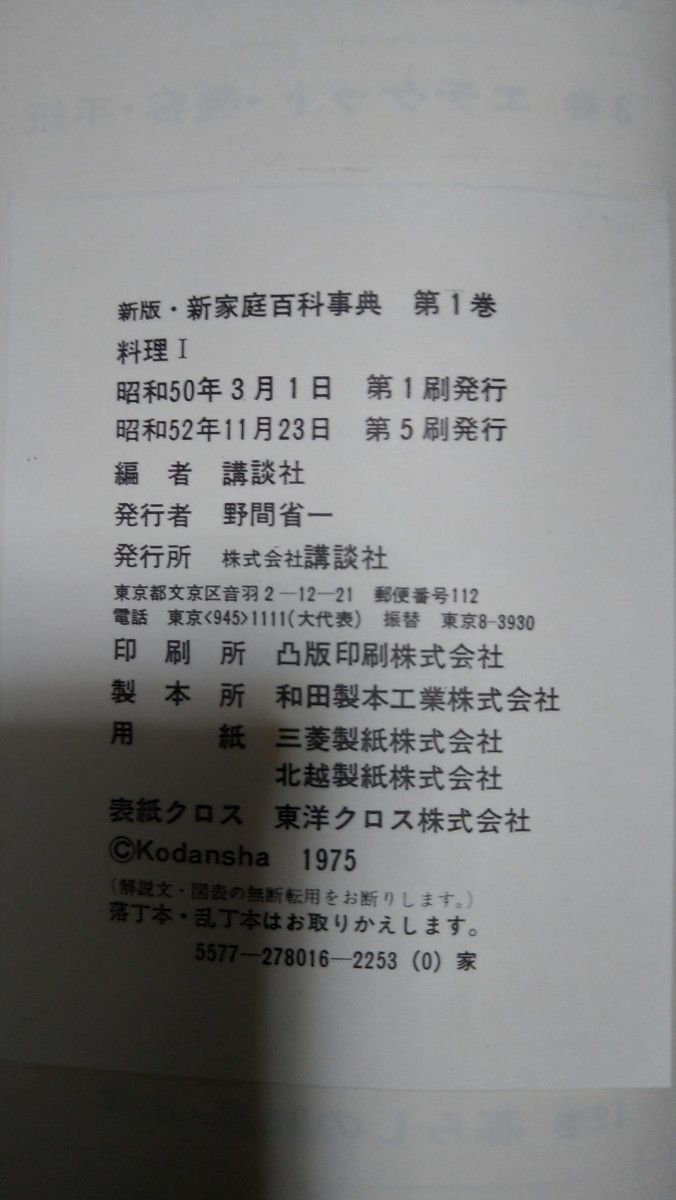 新版・新家庭百科事典　第1巻
料理Ⅰ
昭和50年3月1日　第1刷発行
昭和52年11月23日　第5刷発行
編　者　講談社
発行者　野間省一
発行所　株式会社講談社
東京都文京区音羽2—12—21　郵便番号112
電話　東京<945>1111(大代表)　振替　東京8-3930
印　刷　所　凸版印刷株式会社
製　本　所　和田製本工業株式会社
用　　　紙　三菱製紙株式会社
北越製紙株式会社
表紙クロス　東洋クロス株式会社
©Kodansha　1975
(解説文・図表の無断転用をお断りします。)
落丁本・乱丁本はお取りかえします。
5577—278016—2253 (0) 家